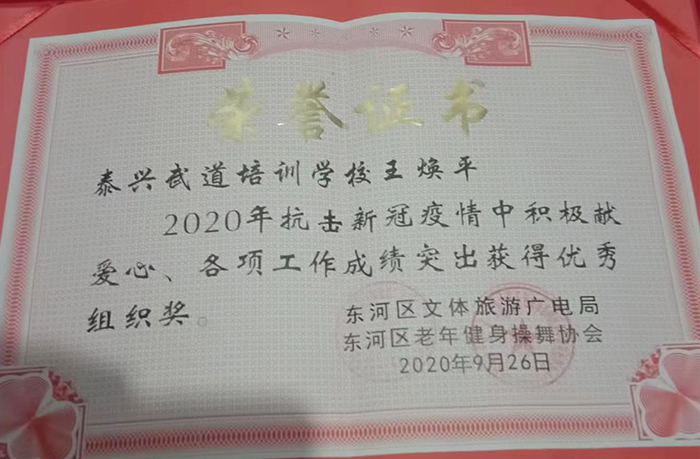 荣誉证书
泰兴武道培训学校王焕平
2020年抗击新冠疫情中积极献
爱心、各项工作成绩突出获得优秀
组织奖。
东河区文体旅游广电局
东河区老年健身操舞协会
2020年9月26日